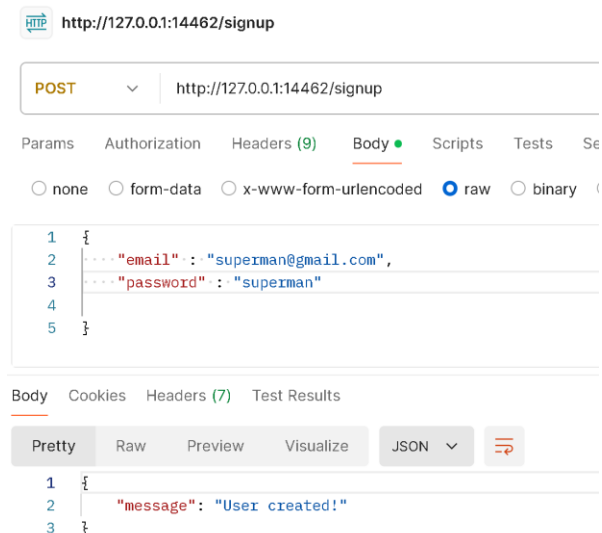 HTTP http://127.0.0.1:14462/signup
POST http://127.0.0.1:14462/signup
Params Authorization Headers (9) Body Scripts Tests Se
none form-data x-www-form-urlencoded raw binary
1 {
2 "email" : "superman@gmail.com",
3 "password" : "superman"
4
5 }
Body Cookies Headers (7) Test Results
Pretty Raw Preview Visualize JSON
1 {
2 "message": "User created!"
3 }